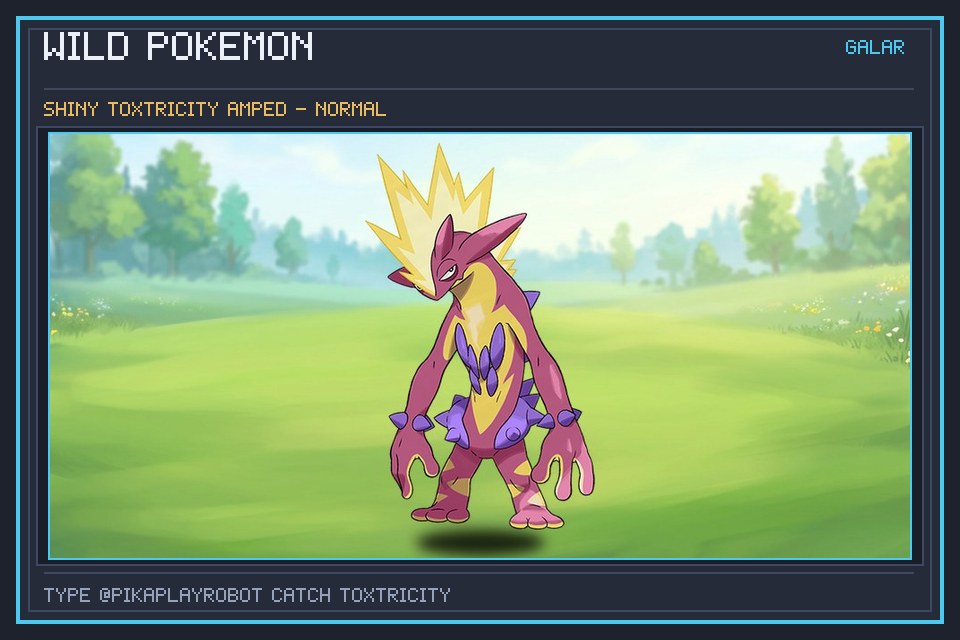 WILD POKEMON
GALAR
SHINY TOXTRICITY AMPED - NORMAL
TYPE @PIKAPLAYROBOT CATCH TOXTRICITY